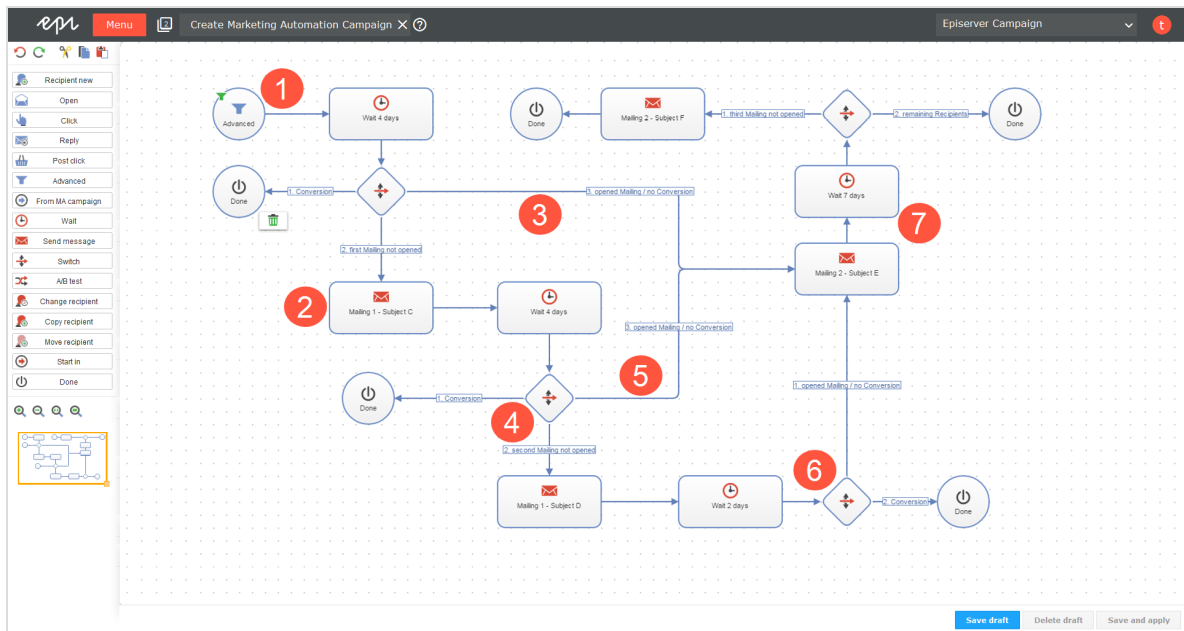 epi
Menu
2
Create Marketing Automation Campaign
?
Episerver Campaign
t
Recipient new
Open
Click
Reply
Post click
Advanced
From MA campaign
Wait
Send message
Switch
A/B test
Change recipient
Copy recipient
Move recipient
Start in
Done
Advanced
1
Wait 4 days
Done
Mailing 2 - Subject F
1. third Mailing not opened
2. remaining Recipients
Done
Done
1. Conversion
3. opened Mailing / no Conversion
3
Wait 7 days
7
2. first Mailing not opened
Mailing 2 - Subject E
2
Mailing 1 - Subject C
Wait 4 days
3. opened Mailing / no Conversion
5
1. opened Mailing / no Conversion
Done
1. Conversion
4
2. second Mailing not opened
6
Mailing 1 - Subject D
Wait 2 days
2. Conversion
Done
Save draft
Delete draft
Save and apply